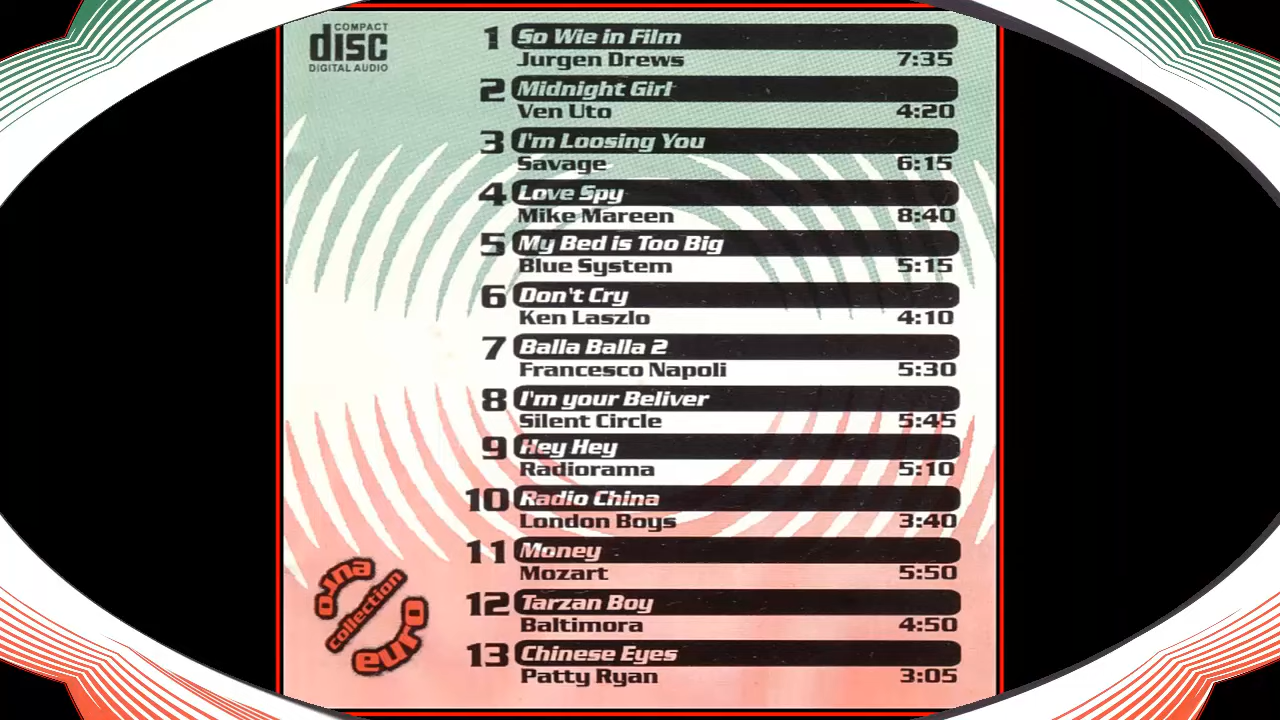 COMPACT
disc
DIGITAL AUDIO
1 So Wie in Film
Jurgen Drews 7:35
2 Midnight Girl
Ven Uto 4:20
3 I'm Loosing You
Savage 6:15
4 Love Spy
Mike Mareen 8:40
5 My Bed is Too Big
Blue System 5:15
6 Don't Cry
Ken Laszlo 4:10
7 Balla Balla 2
Francesco Napoli 5:30
8 I'm your Beliver
Silent Circle 5:45
9 Hey Hey
Radiorama 5:10
10 Radio China
London Boys 3:40
11 Money
Mozart 5:50
12 Tarzan Boy
Baltimora 4:50
13 Chinese Eyes
Patty Ryan 3:05
euro
collection
euro